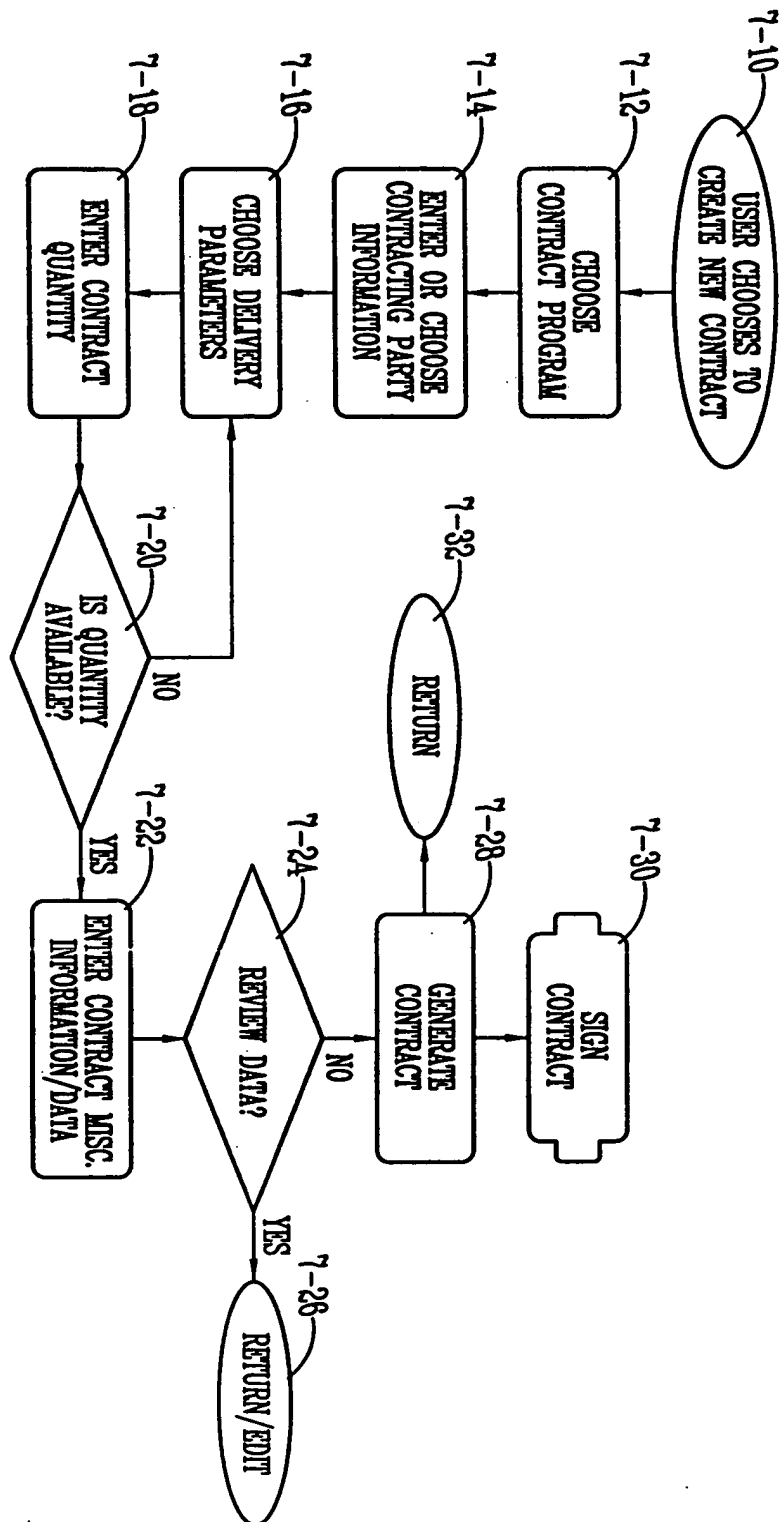 7-10
USER CHOOSES TO
CREATE NEW CONTRACT
7-12
CHOOSE
CONTRACT PROGRAM
7-14
ENTER OR CHOOSE
CONTRACTING PARTY
INFORMATION
7-16
CHOOSE DELIVERY
PARAMETERS
7-18
ENTER CONTRACT
QUANTITY
7-20
IS QUANTITY
AVAILABLE?
NO
YES
7-22
ENTER CONTRACT MISC.
INFORMATION/DATA
7-24
REVIEW DATA?
NO
YES
7-26
RETURN/EDIT
7-28
GENERATE
CONTRACT
7-30
SIGN
CONTRACT
7-32
RETURN